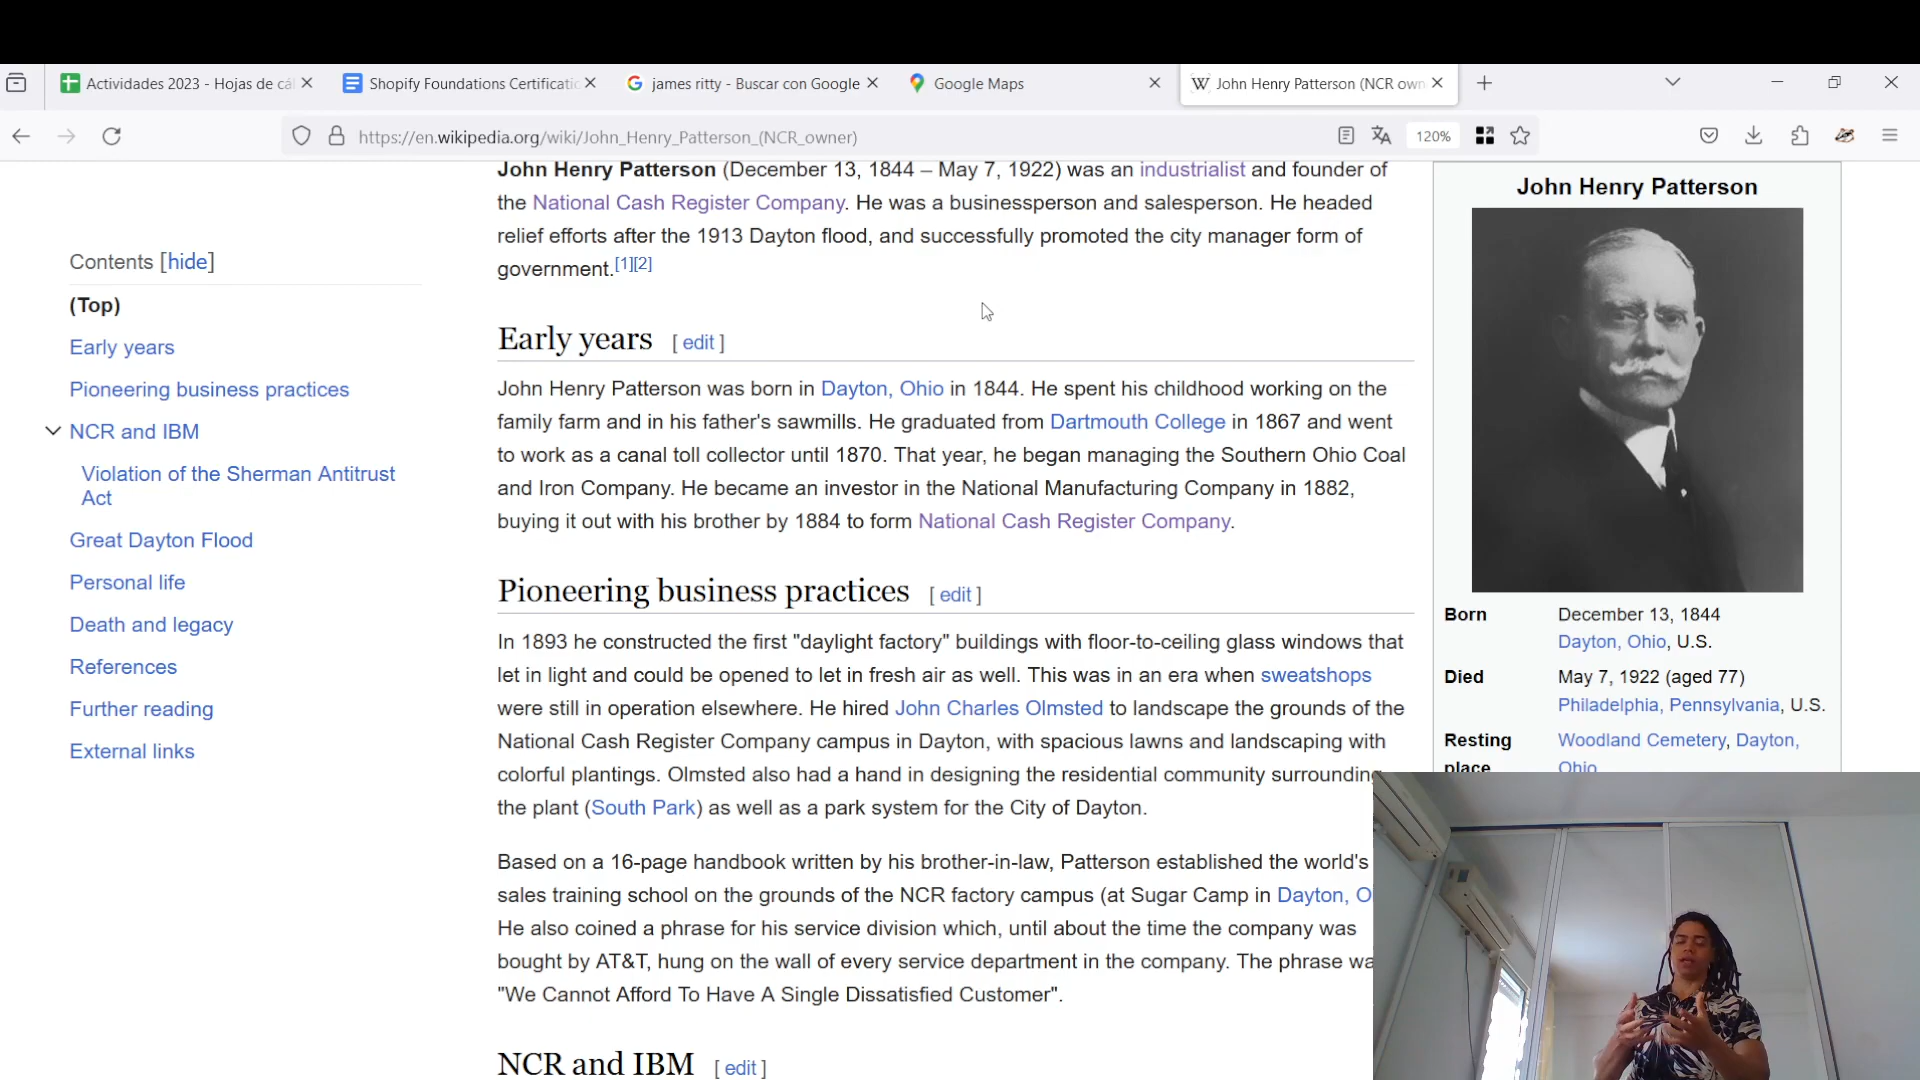 Actividades 2023 - Hojas de cál
Shopify Foundations Certificatio
james ritty - Buscar con Google
Google Maps
John Henry Patterson (NCR own
https://en.wikipedia.org/wiki/John_Henry_Patterson_(NCR_owner)
120%
Contents [hide]
(Top)
Early years
Pioneering business practices
NCR and IBM
Violation of the Sherman Antitrust
Act
Great Dayton Flood
Personal life
Death and legacy
References
Further reading
External links
John Henry Patterson (December 13, 1844 – May 7, 1922) was an industrialist and founder of
the National Cash Register Company. He was a businessperson and salesperson. He headed
relief efforts after the 1913 Dayton flood, and successfully promoted the city manager form of
government.[1][2]
Early years [ edit ]
John Henry Patterson was born in Dayton, Ohio in 1844. He spent his childhood working on the
family farm and in his father's sawmills. He graduated from Dartmouth College in 1867 and went
to work as a canal toll collector until 1870. That year, he began managing the Southern Ohio Coal
and Iron Company. He became an investor in the National Manufacturing Company in 1882,
buying it out with his brother by 1884 to form National Cash Register Company.
Pioneering business practices [ edit ]
In 1893 he constructed the first "daylight factory" buildings with floor-to-ceiling glass windows that
let in light and could be opened to let in fresh air as well. This was in an era when sweatshops
were still in operation elsewhere. He hired John Charles Olmsted to landscape the grounds of the
National Cash Register Company campus in Dayton, with spacious lawns and landscaping with
colorful plantings. Olmsted also had a hand in designing the residential community surrounding
the plant (South Park) as well as a park system for the City of Dayton.
Based on a 16-page handbook written by his brother-in-law, Patterson established the world's
sales training school on the grounds of the NCR factory campus (at Sugar Camp in Dayton, O
He also coined a phrase for his service division which, until about the time the company was
bought by AT&T, hung on the wall of every service department in the company. The phrase wa
"We Cannot Afford To Have A Single Dissatisfied Customer".
NCR and IBM [ edit ]
John Henry Patterson
Born December 13, 1844
Dayton, Ohio, U.S.
Died May 7, 1922 (aged 77)
Philadelphia, Pennsylvania, U.S.
Resting Woodland Cemetery, Dayton,
place Ohio